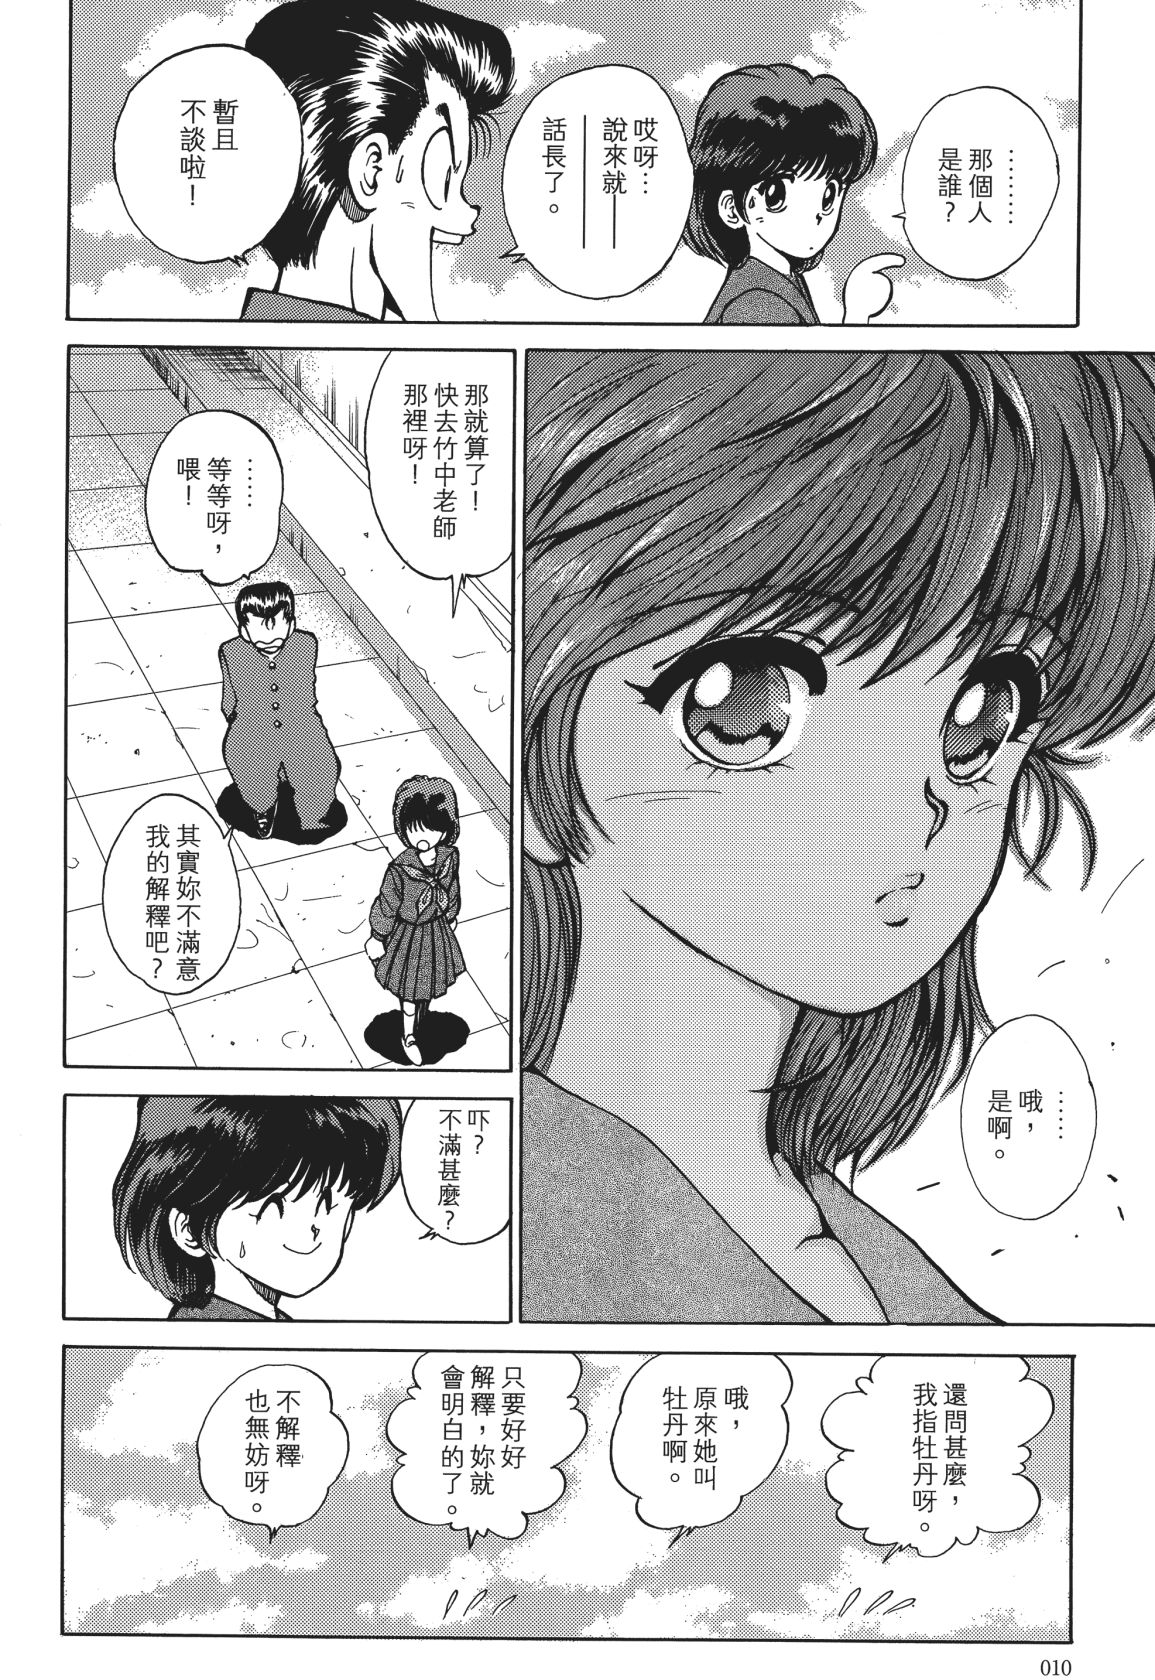 ………
那個人
是誰？
哎呀…
說來就——
——話長了。
暫且
不談啦！
……
哦，
是啊。
那就算了！
快去竹中老師
那裡呀！
……
等等呀，
喂！
其實妳不滿意
我的解釋吧？
吓？
不滿甚麼？
還問甚麼，
我指牡丹呀。
哦，
原來她叫
牡丹啊。
只要好好
解釋，妳就
會明白的了。
不解釋
也無妨呀。
010